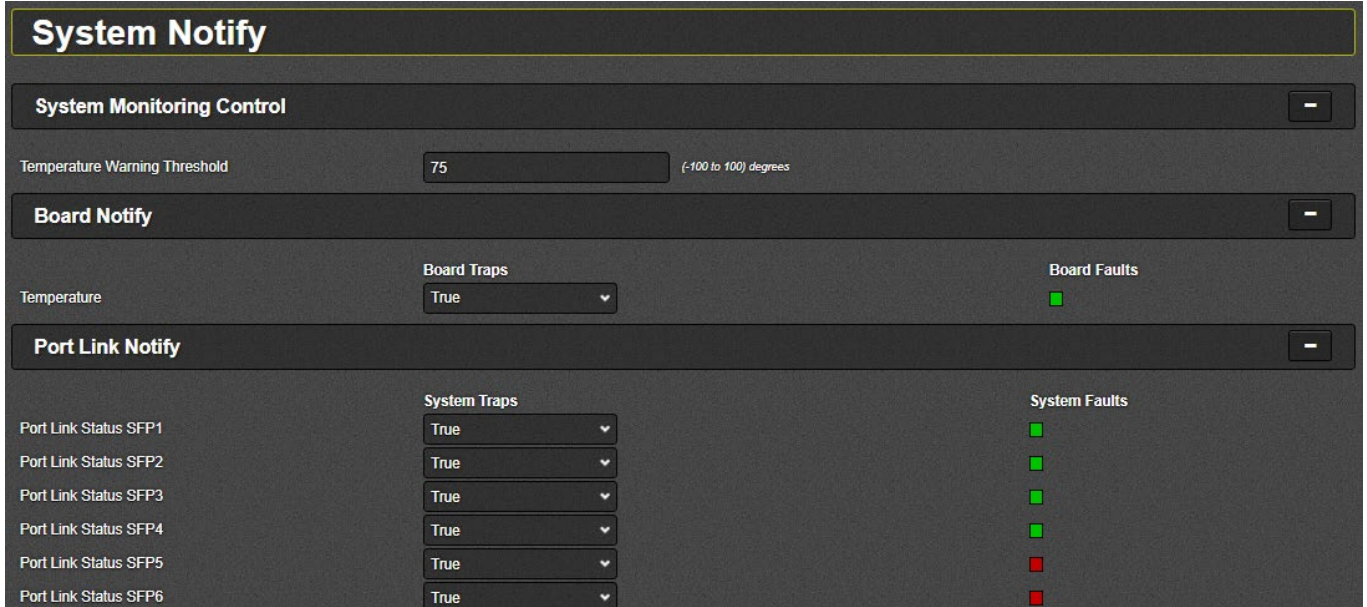 System Notify
System Monitoring Control
Temperature Warning Threshold 75 (-100 to 100) degrees
Board Notify
Board Traps Board Faults
Temperature True
Port Link Notify
System Traps System Faults
Port Link Status SFP1 True
Port Link Status SFP2 True
Port Link Status SFP3 True
Port Link Status SFP4 True
Port Link Status SFP5 True
Port Link Status SFP6 True